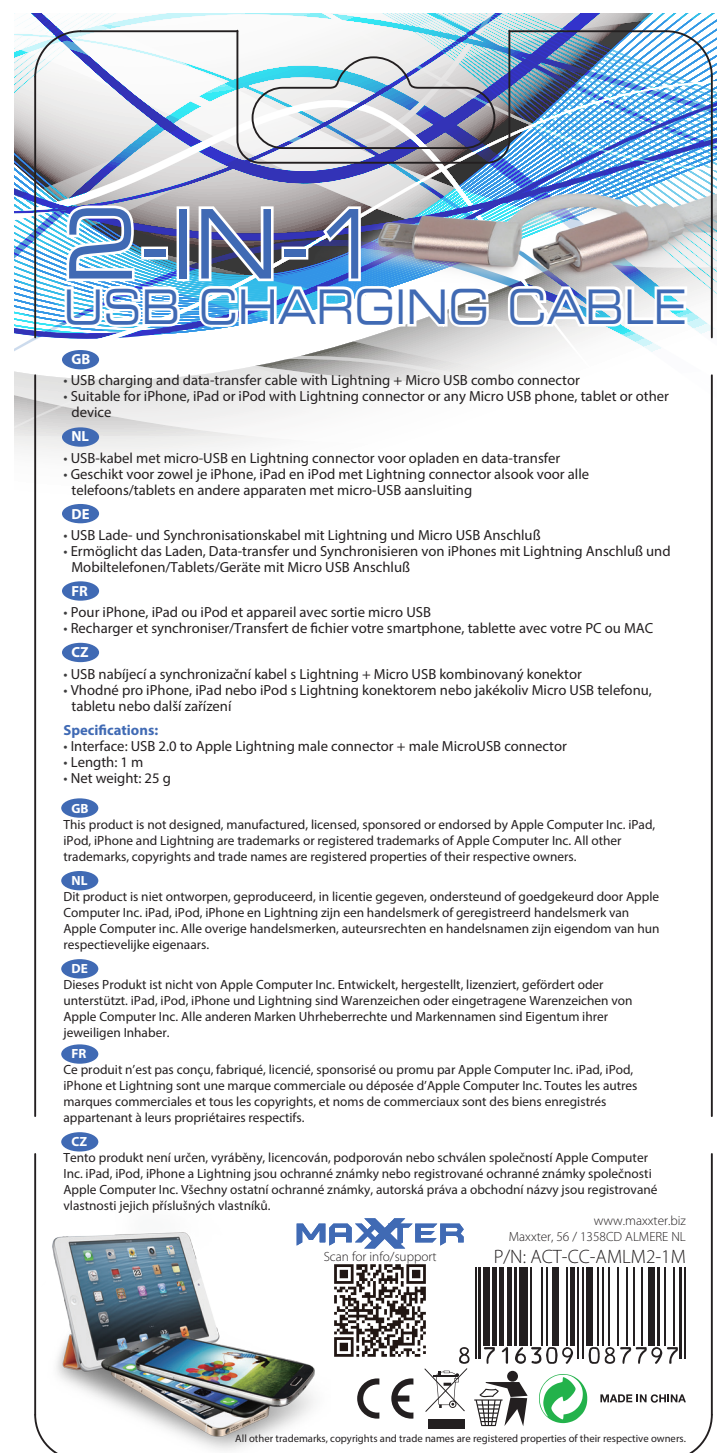 2-IN-1
USB CHARGING CABLE
GB
• USB charging and data-transfer cable with Lightning + Micro USB combo connector
• Suitable for iPhone, iPad or iPod with Lightning connector or any Micro USB phone, tablet or other
device
NL
• USB-kabel met micro-USB en Lightning connector voor opladen en data-transfer
• Geschikt voor zowel je iPhone, iPad en iPod met Lightning connector alsook voor alle
telefoons/tablets en andere apparaten met micro-USB aansluiting
DE
• USB Lade- und Synchronisationskabel mit Lightning und Micro USB Anschluß
• Ermöglicht das Laden, Data-transfer und Synchronisieren von iPhones mit Lightning Anschluß und
Mobiltelefonen/Tablets/Geräte mit Micro USB Anschluß
FR
• Pour iPhone, iPad ou iPod et appareil avec sortie micro USB
• Recharger et synchroniser/Transfert de fichier votre smartphone, tablette avec votre PC ou MAC
CZ
• USB nabíjecí a synchronizační kabel s Lightning + Micro USB kombinovaný konektor
• Vhodné pro iPhone, iPad nebo iPod s Lightning konektorem nebo jakékoliv Micro USB telefonu,
tabletu nebo další zařízení
Specifications:
• Interface: USB 2.0 to Apple Lightning male connector + male MicroUSB connector
• Length: 1 m
• Net weight: 25 g
GB
This product is not designed, manufactured, licensed, sponsored or endorsed by Apple Computer Inc. iPad,
iPod, iPhone and Lightning are trademarks or registered trademarks of Apple Computer Inc. All other
trademarks, copyrights and trade names are registered properties of their respective owners.
NL
Dit product is niet ontworpen, geproduceerd, in licentie gegeven, ondersteund of goedgekeurd door Apple
Computer Inc. iPad, iPod, iPhone en Lightning zijn een handelsmerk of geregistreerd handelsmerk van
Apple Computer inc. Alle overige handelsmerken, auteursrechten en handelsnamen zijn eigendom van hun
respectievelijke eigenaars.
DE
Dieses Produkt ist nicht von Apple Computer Inc. Entwickelt, hergestellt, lizenziert, gefördert oder
unterstützt. iPad, iPod, iPhone und Lightning sind Warenzeichen oder eingetragene Warenzeichen von
Apple Computer Inc. Alle anderen Marken Uhrheberrechte und Markennamen sind Eigentum ihrer
jeweiligen Inhaber.
FR
Ce produit n’est pas conçu, fabriqué, licencié, sponsorisé ou promu par Apple Computer Inc. iPad, iPod,
iPhone et Lightning sont une marque commerciale ou déposée d’Apple Computer Inc. Toutes les autres
marques commerciales et tous les copyrights, et noms de commerciaux sont des biens enregistrés
appartenant à leurs propriétaires respectifs.
CZ
Tento produkt není určen, vyráběny, licencován, podporován nebo schválen společností Apple Computer
Inc. iPad, iPod, iPhone a Lightning jsou ochranné známky nebo registrované ochranné známky společnosti
Apple Computer Inc. Všechny ostatní ochranné známky, autorská práva a obchodní názvy jsou registrované
vlastnosti jejich příslušných vlastníků.
MAXXTER
Scan for info/support
www.maxxter.biz
Maxxter, 56 / 1358CD ALMERE NL
P/N: ACT-CC-AMLM2-1M
8 716309 087797
CE
MADE IN CHINA
All other trademarks, copyrights and trade names are registered properties of their respective owners.